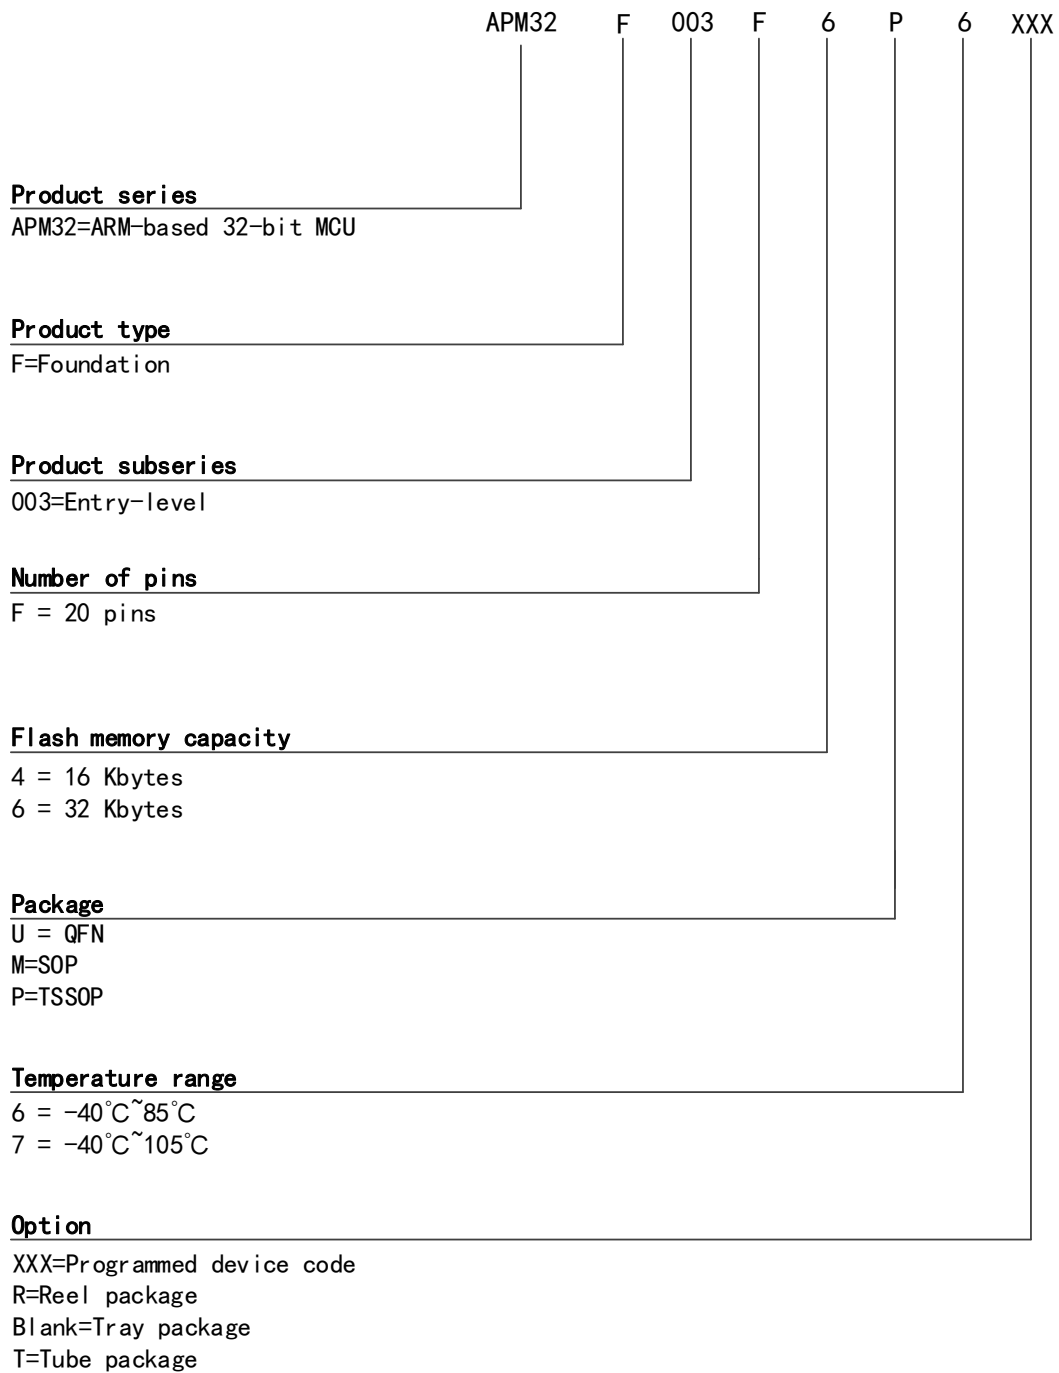 APM32 F 003 F 6 P 6 XXX
Product series
APM32=ARM-based 32-bit MCU
Product type
F=Foundation
Product subseries
003=Entry-level
Number of pins
F = 20 pins
Flash memory capacity
4 = 16 Kbytes
6 = 32 Kbytes
Package
U = QFN
M=SOP
P=TSSOP
Temperature range
6 = -40℃~85℃
7 = -40℃~105℃
Option
XXX=Programmed device code
R=Reel package
Blank=Tray package
T=Tube package